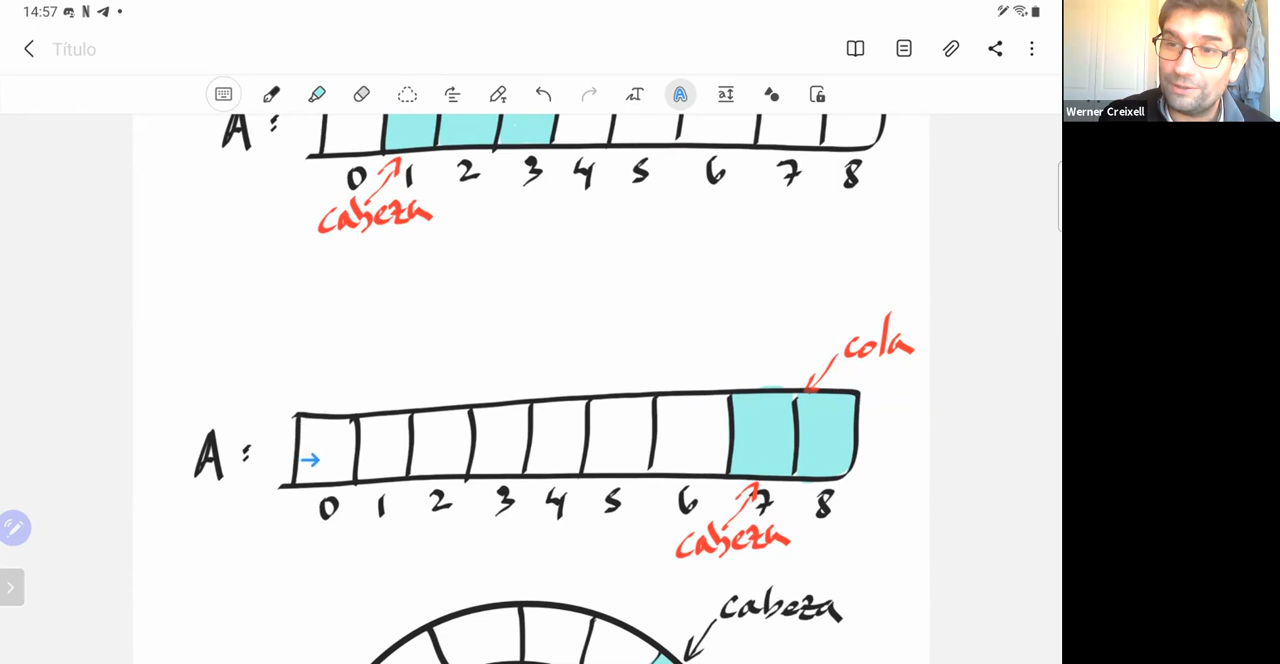 14:57
Título
Werner Creixell
A :
0 1 2 3 4 5 6 7 8
cabeza
cola
A :
0 1 2 3 4 5 6 7 8
cabeza
cabeza